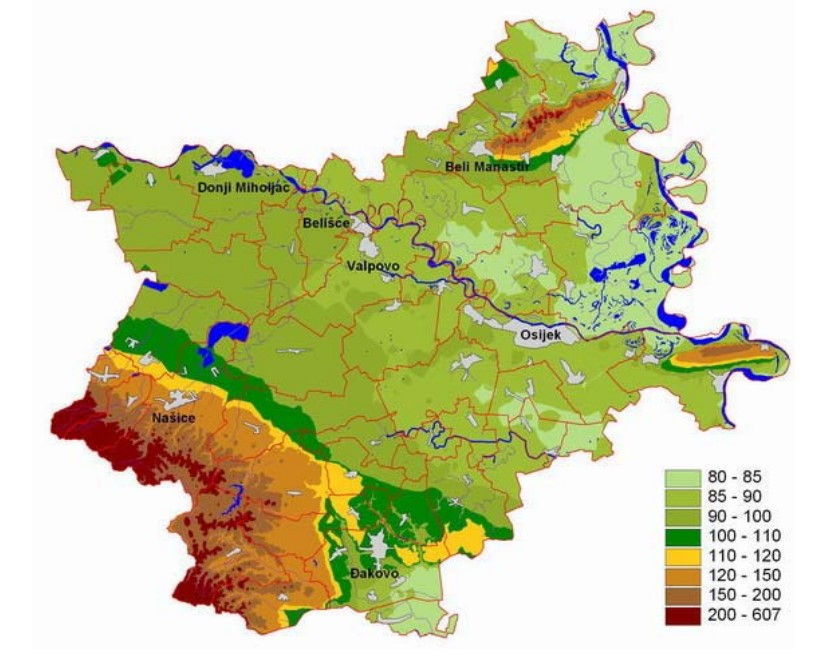 Beli Manastir
Donji Miholjac
Belišće
Valpovo
Osijek
Našice
Đakovo
80 - 85
85 - 90
90 - 100
100 - 110
110 - 120
120 - 150
150 - 200
200 - 607